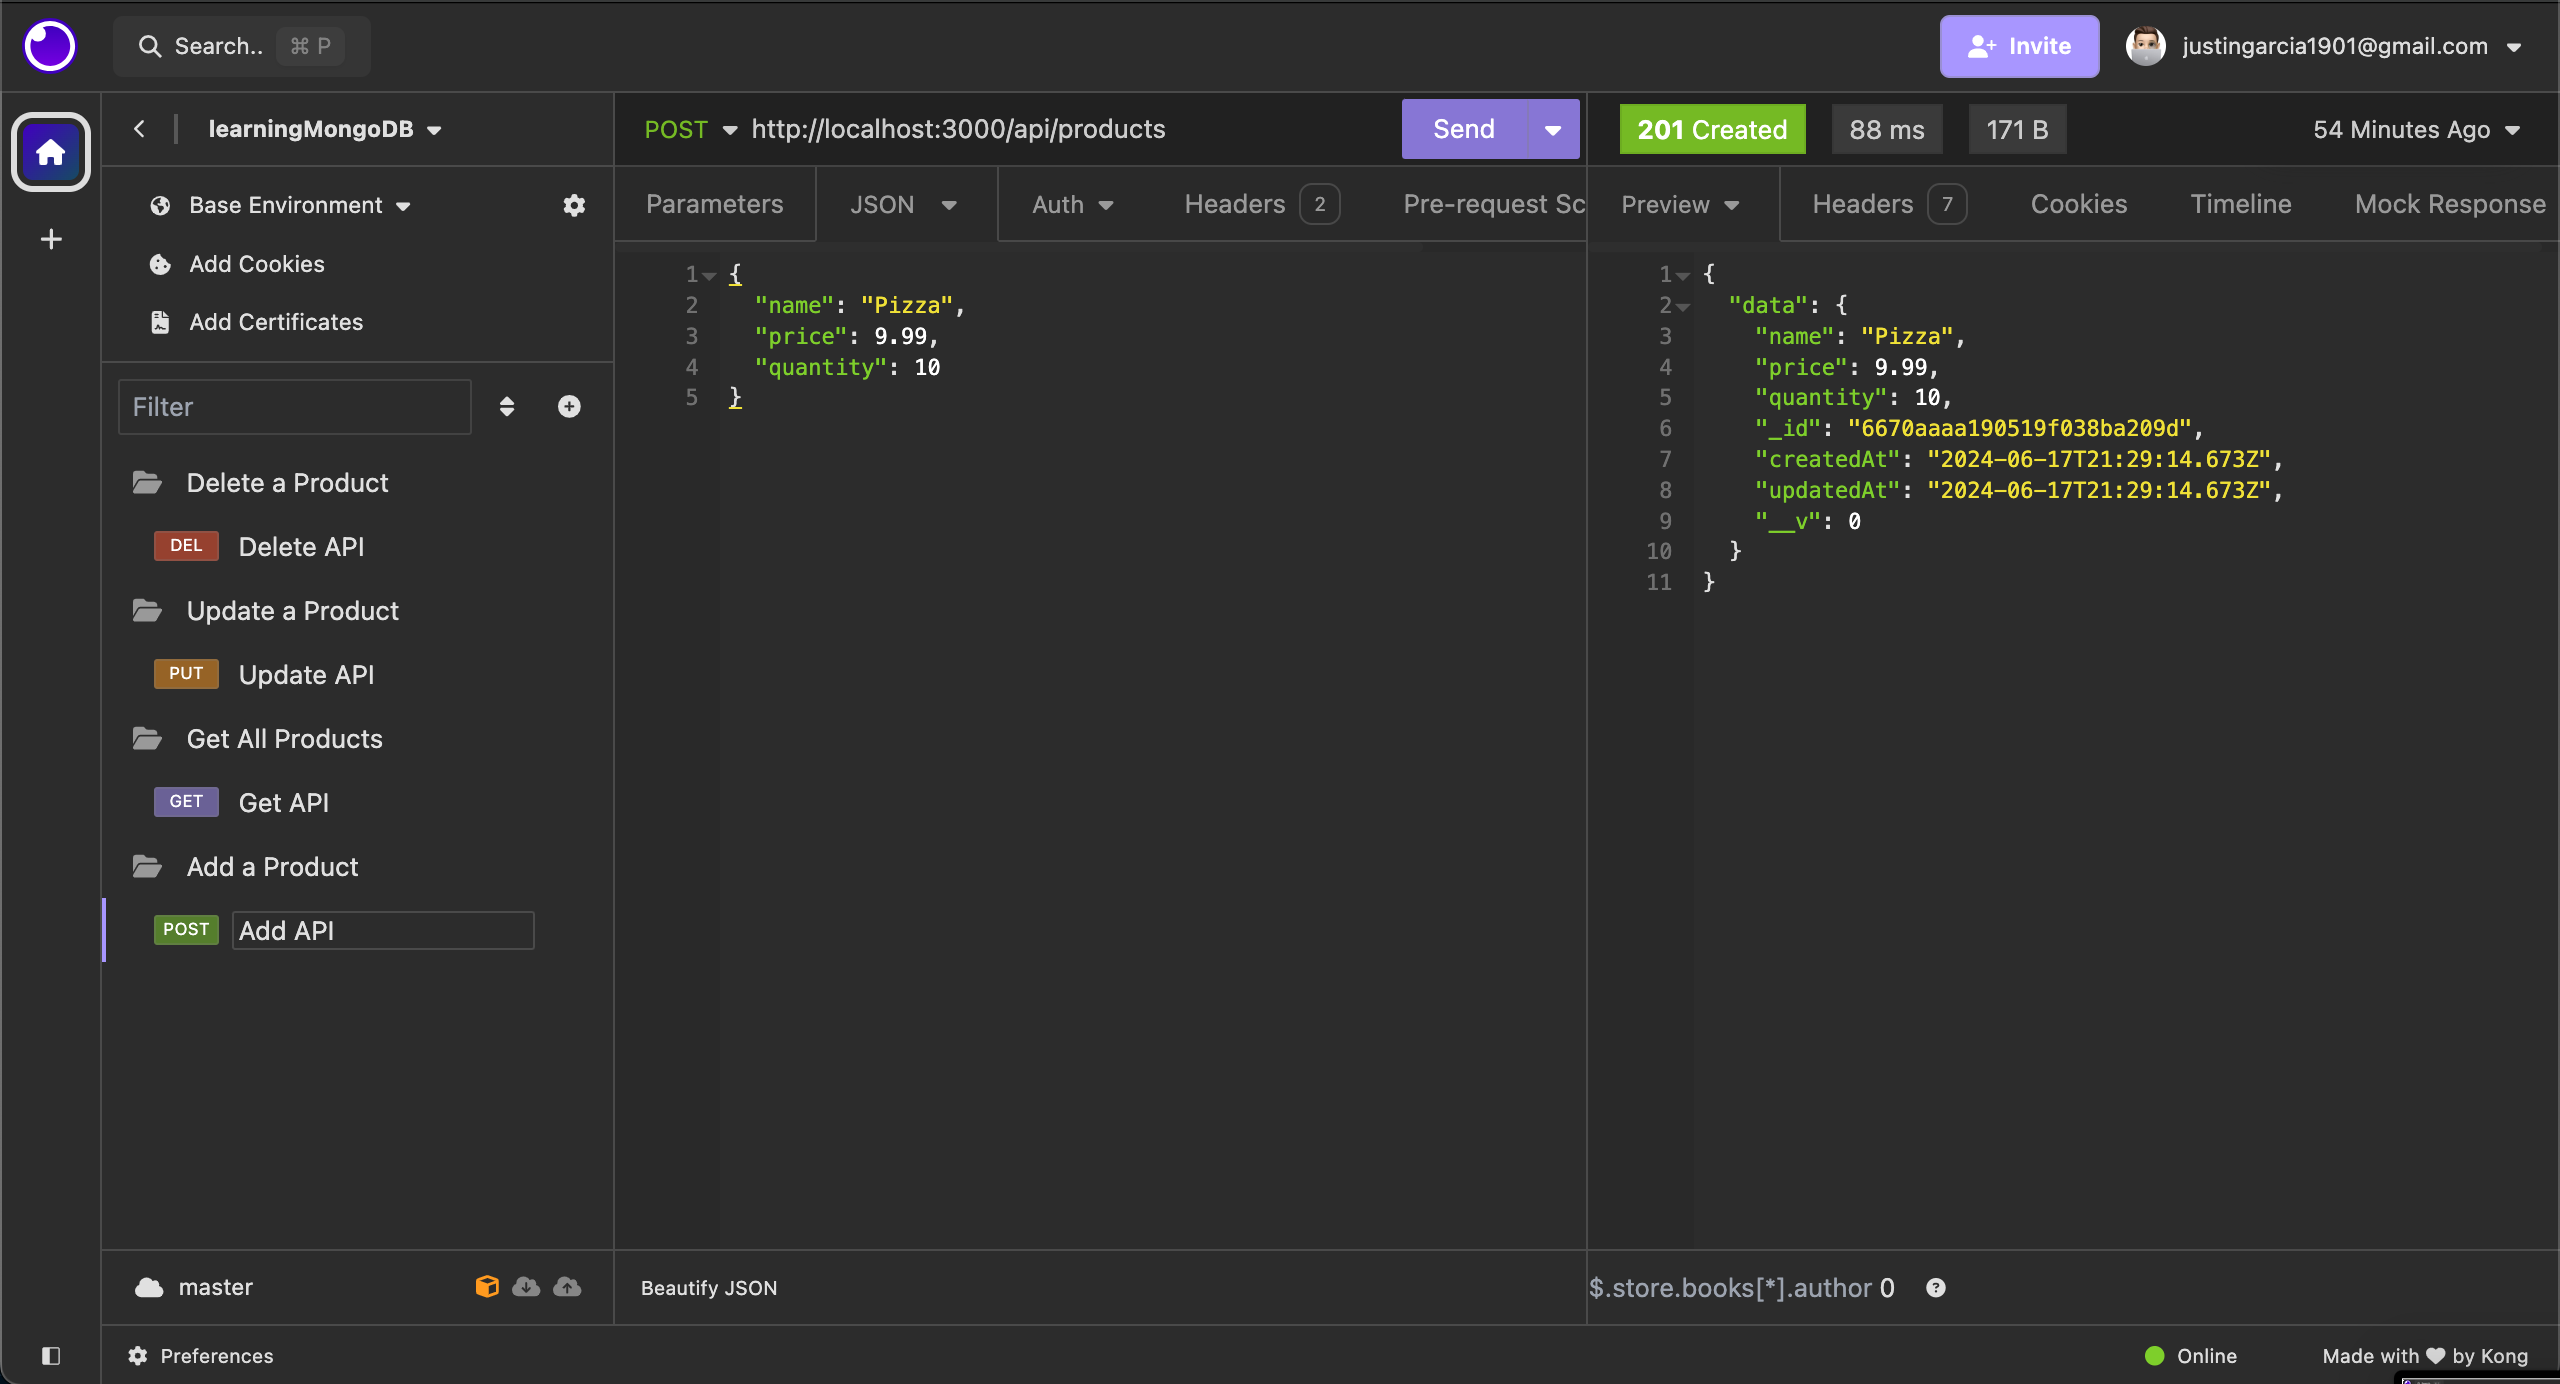 Search.. ⌘ P
Invite
justingarcia1901@gmail.com
learningMongoDB
Base Environment
Add Cookies
Add Certificates
Filter
Delete a Product
DEL Delete API
Update a Product
PUT Update API
Get All Products
GET Get API
Add a Product
POST Add API
master
POST http://localhost:3000/api/products
Send
Parameters JSON Auth Headers 2 Pre-request Sc
1 {
2 "name": "Pizza",
3 "price": 9.99,
4 "quantity": 10
5 }
Beautify JSON
201 Created 88 ms 171 B 54 Minutes Ago
Preview Headers 7 Cookies Timeline Mock Response
1 {
2 "data": {
3 "name": "Pizza",
4 "price": 9.99,
5 "quantity": 10,
6 "_id": "6670aaaa190519f038ba209d",
7 "createdAt": "2024-06-17T21:29:14.673Z",
8 "updatedAt": "2024-06-17T21:29:14.673Z",
9 "__v": 0
10 }
11 }
$.store.books[*].author 0 ?
Preferences
Online
Made with ♥ by Kong